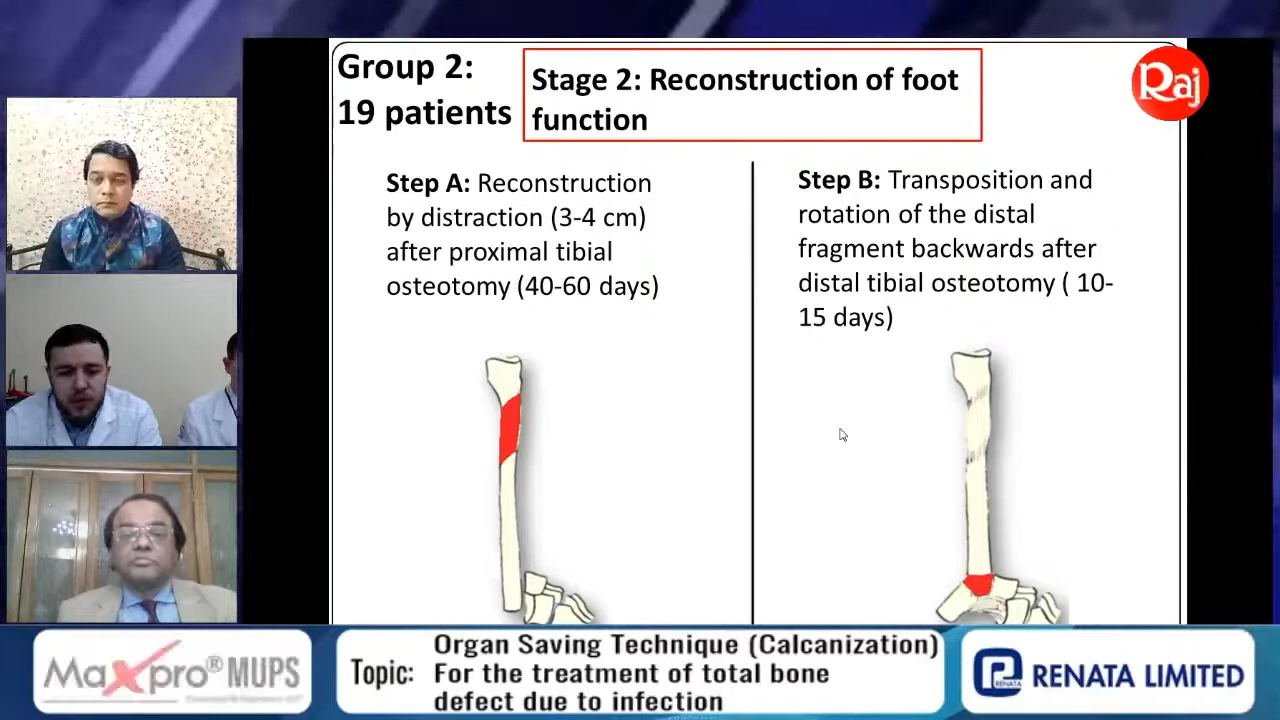 Group 2:
19 patients
Stage 2: Reconstruction of foot
function
Raj
Step A: Reconstruction
by distraction (3-4 cm)
after proximal tibial
osteotomy (40-60 days)
Step B: Transposition and
rotation of the distal
fragment backwards after
distal tibial osteotomy ( 10-
15 days)
Maxpro® MUPS
Topic:
Organ Saving Technique (Calcanization)
For the treatment of total bone
defect due to infection
RENATA
RENATA LIMITED